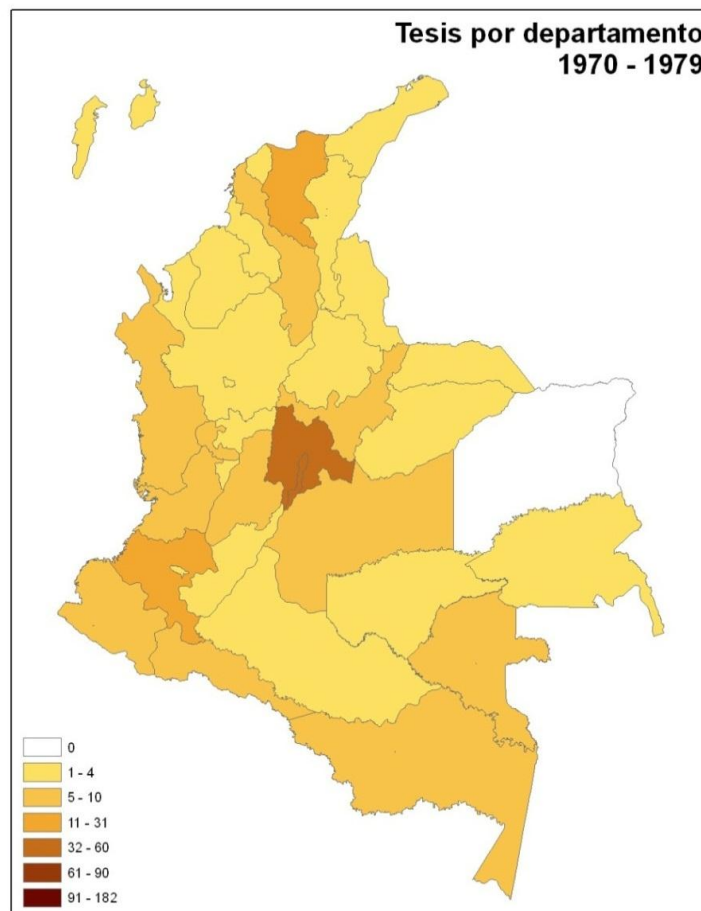 Tesis por departamento
1970 - 1979
0
1 - 4
5 - 10
11 - 31
32 - 60
61 - 90
91 - 182